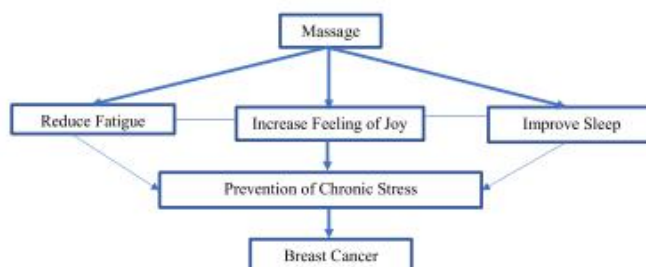 Massage
Reduce Fatigue
Increase Feeling of Joy
Improve Sleep
Prevention of Chronic Stress
Breast Cancer